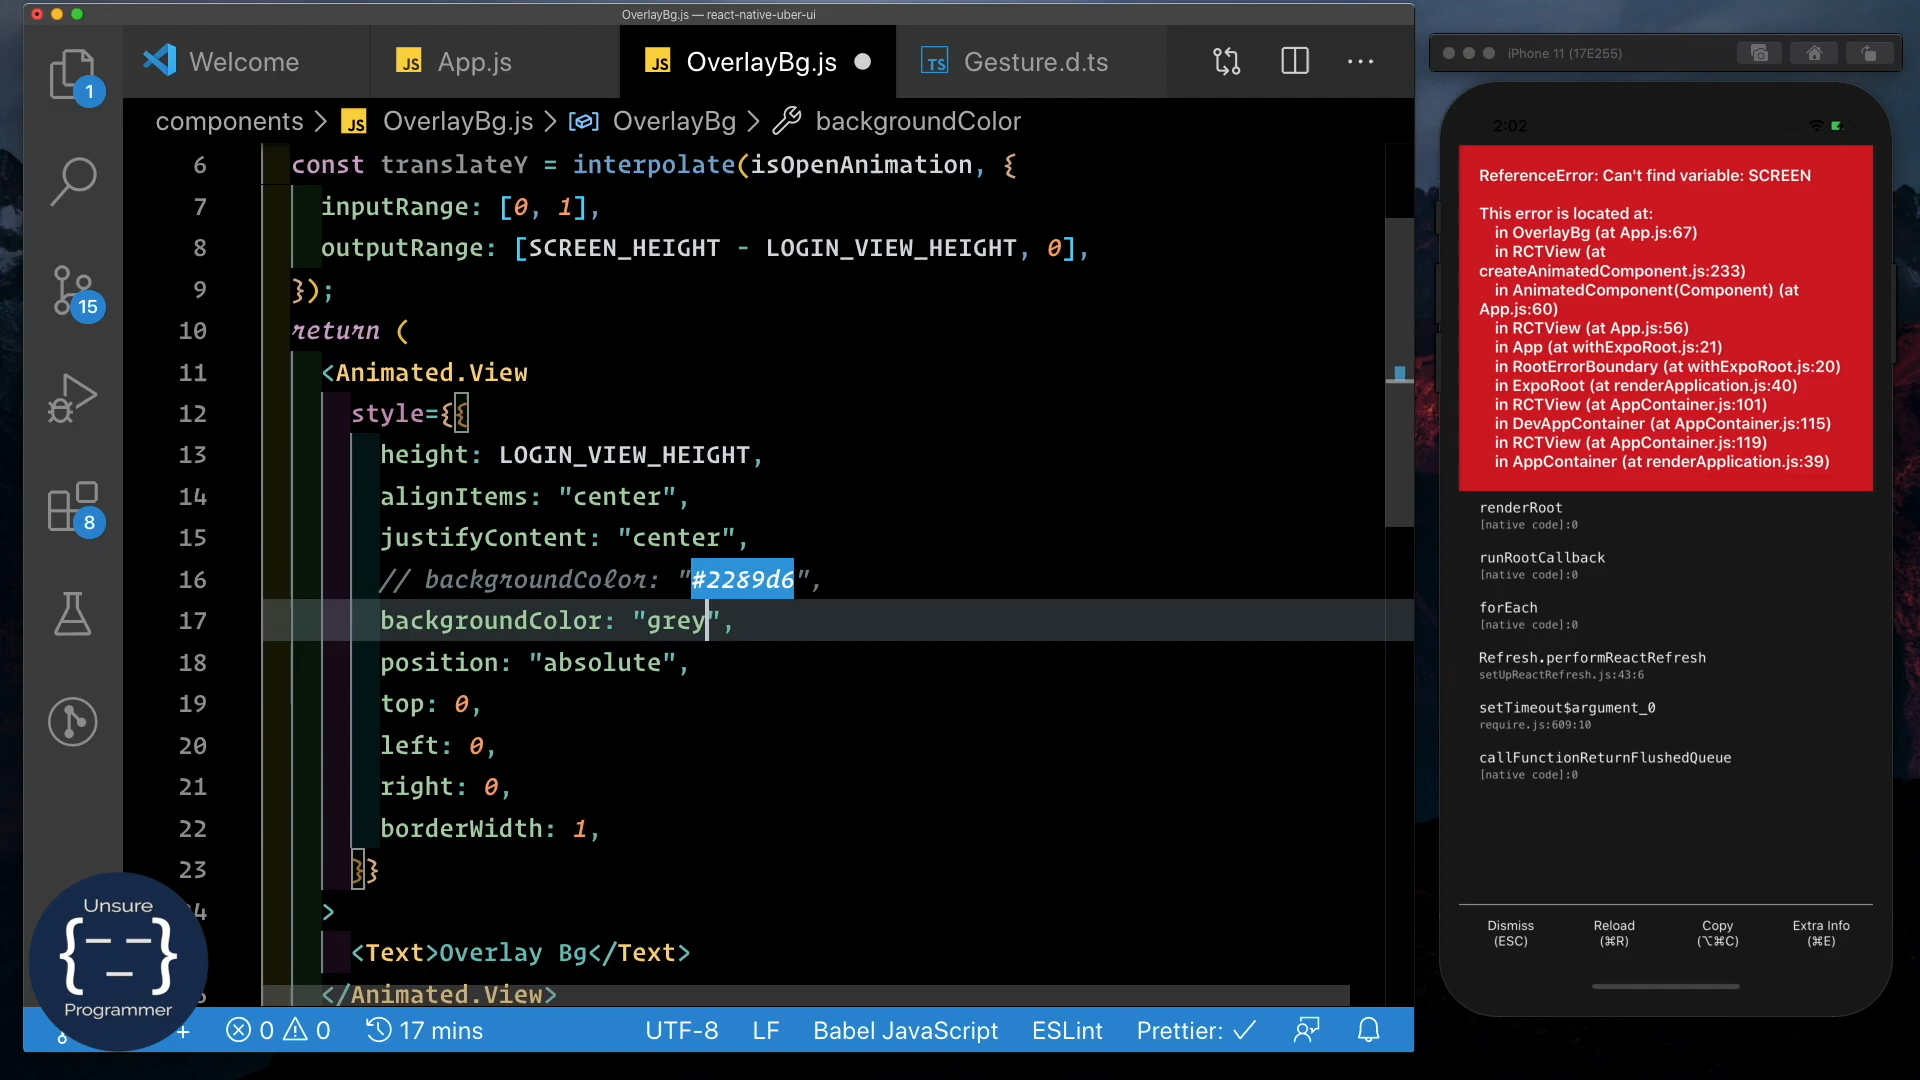 OverlayBg.js — react-native-uber-ui
Welcome
JS App.js
JS OverlayBg.js
TS Gesture.d.ts
1
15
8
components > JS OverlayBg.js > OverlayBg > backgroundColor
6 const translateY = interpolate(isOpenAnimation, {
7 inputRange: [0, 1],
8 outputRange: [SCREEN_HEIGHT - LOGIN_VIEW_HEIGHT, 0],
9 });
10 return (
11 <Animated.View
12 style={{
13 height: LOGIN_VIEW_HEIGHT,
14 alignItems: "center",
15 justifyContent: "center",
16 // backgroundColor: "#2289d6",
17 backgroundColor: "grey",
18 position: "absolute",
19 top: 0,
20 left: 0,
21 right: 0,
22 borderWidth: 1,
23 }}
>
<Text>Overlay Bg</Text>
</Animated.View>
Unsure
{-- _}
Programmer
0 0 17 mins UTF-8 LF Babel JavaScript ESLint Prettier: ✓
iPhone 11 (17E255)
2:02
ReferenceError: Can't find variable: SCREEN
This error is located at:
in OverlayBg (at App.js:67)
in RCTView (at
createAnimatedComponent.js:233)
in AnimatedComponent(Component) (at
App.js:60)
in RCTView (at App.js:56)
in App (at withExpoRoot.js:21)
in RootErrorBoundary (at withExpoRoot.js:20)
in ExpoRoot (at renderApplication.js:40)
in RCTView (at AppContainer.js:101)
in DevAppContainer (at AppContainer.js:115)
in RCTView (at AppContainer.js:119)
in AppContainer (at renderApplication.js:39)
renderRoot
[native code]:0
runRootCallback
[native code]:0
forEach
[native code]:0
Refresh.performReactRefresh
setUpReactRefresh.js:43:6
setTimeout$argument_0
require.js:609:10
callFunctionReturnFlushedQueue
[native code]:0
Dismiss
(ESC)
Reload
(⌘R)
Copy
(⌥⌘C)
Extra Info
(⌘E)